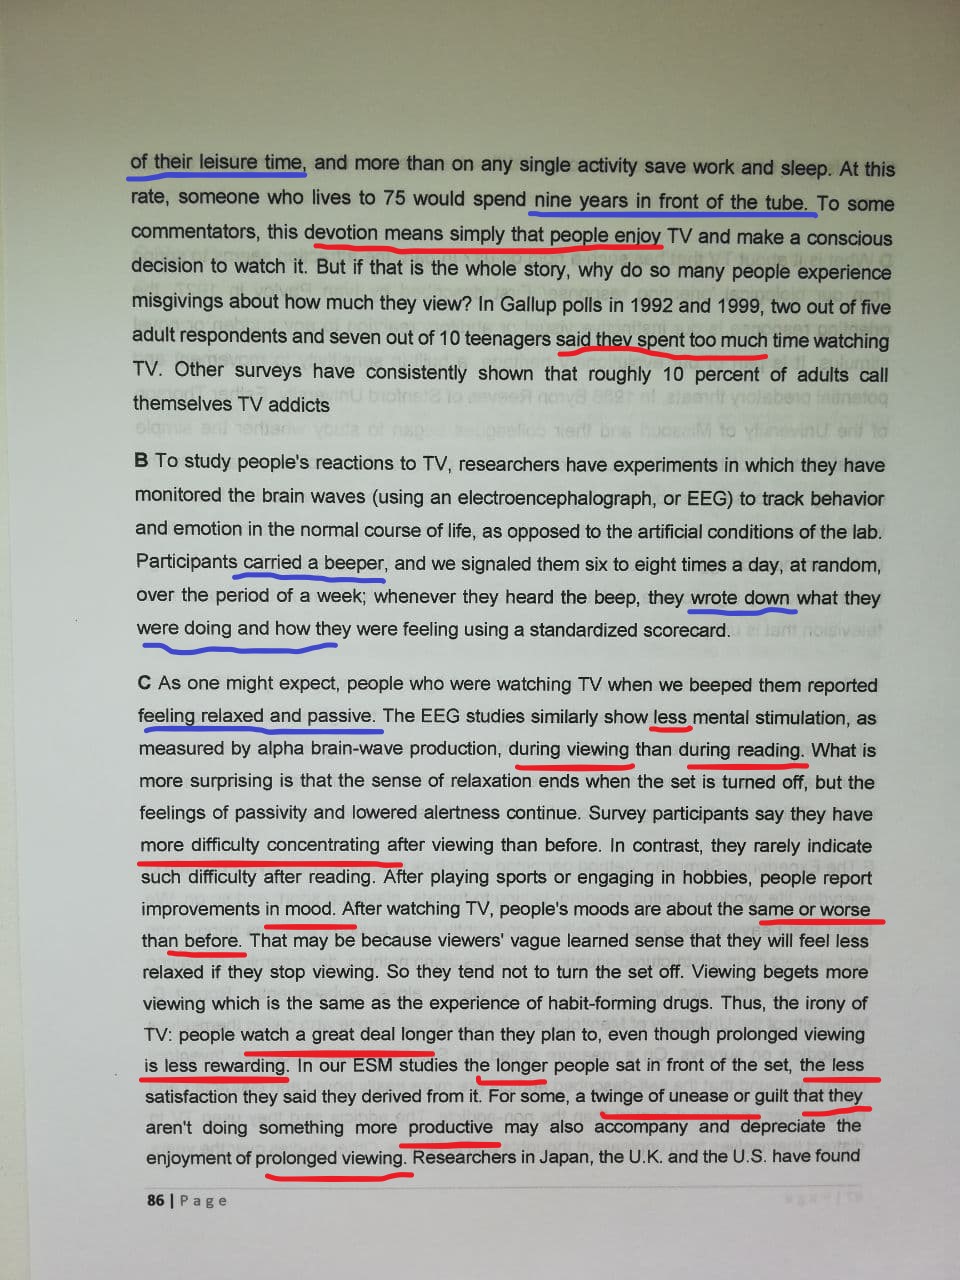 of their leisure time, and more than on any single activity save work and sleep. At this
rate, someone who lives to 75 would spend nine years in front of the tube. To some
commentators, this devotion means simply that people enjoy TV and make a conscious
decision to watch it. But if that is the whole story, why do so many people experience
misgivings about how much they view? In Gallup polls in 1992 and 1999, two out of five
adult respondents and seven out of 10 teenagers said they spent too much time watching
TV. Other surveys have consistently shown that roughly 10 percent of adults call
themselves TV addicts
B To study people's reactions to TV, researchers have experiments in which they have
monitored the brain waves (using an electroencephalograph, or EEG) to track behavior
and emotion in the normal course of life, as opposed to the artificial conditions of the lab.
Participants carried a beeper, and we signaled them six to eight times a day, at random,
over the period of a week; whenever they heard the beep, they wrote down what they
were doing and how they were feeling using a standardized scorecard.
C As one might expect, people who were watching TV when we beeped them reported
feeling relaxed and passive. The EEG studies similarly show less mental stimulation, as
measured by alpha brain-wave production, during viewing than during reading. What is
more surprising is that the sense of relaxation ends when the set is turned off, but the
feelings of passivity and lowered alertness continue. Survey participants say they have
more difficulty concentrating after viewing than before. In contrast, they rarely indicate
such difficulty after reading. After playing sports or engaging in hobbies, people report
improvements in mood. After watching TV, people's moods are about the same or worse
than before. That may be because viewers' vague learned sense that they will feel less
relaxed if they stop viewing. So they tend not to turn the set off. Viewing begets more
viewing which is the same as the experience of habit-forming drugs. Thus, the irony of
TV: people watch a great deal longer than they plan to, even though prolonged viewing
is less rewarding. In our ESM studies the longer people sat in front of the set, the less
satisfaction they said they derived from it. For some, a twinge of unease or guilt that they
aren't doing something more productive may also accompany and depreciate the
enjoyment of prolonged viewing. Researchers in Japan, the U.K. and the U.S. have found
86 | Page